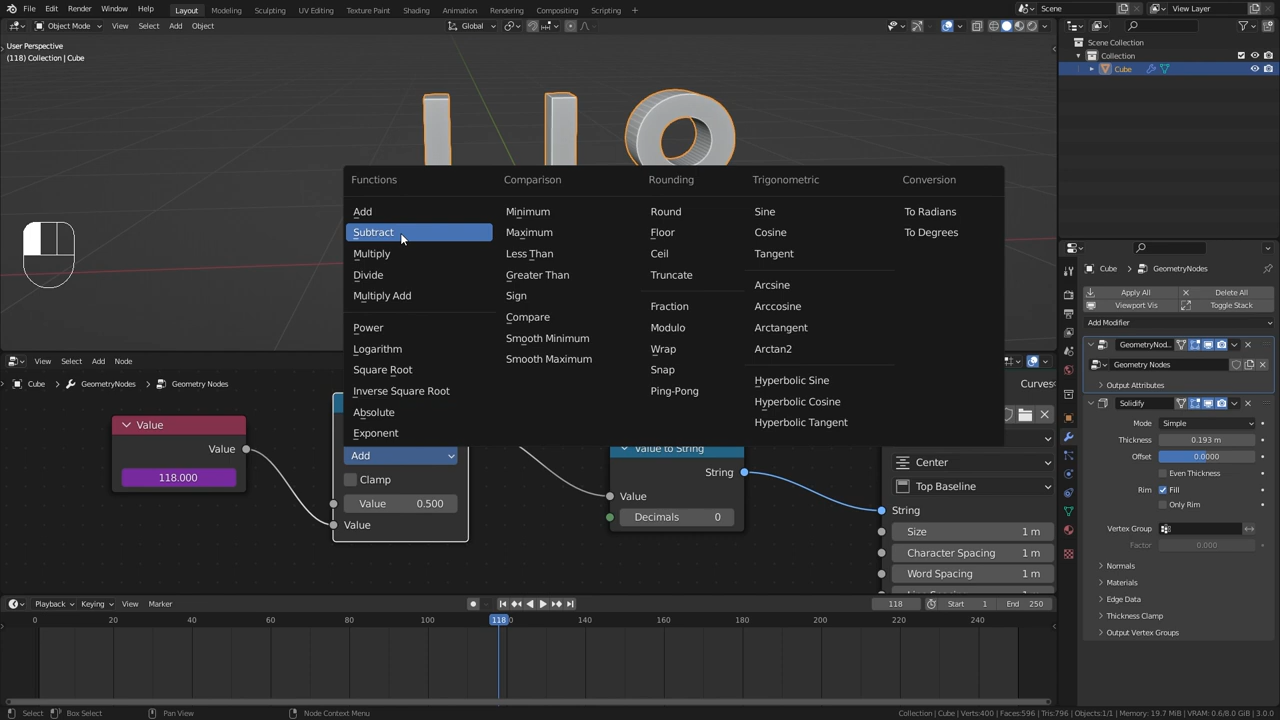 File Edit Render Window Help Layout Modeling Sculpting UV Editing Texture Paint Shading Animation Rendering Compositing Scripting + Scene View Layer
Object Mode View Select Add Object Global
User Perspective
(118) Collection | Cube
Scene Collection
Collection
Cube
118
Functions
Add
Subtract
Multiply
Divide
Multiply Add
Power
Logarithm
Square Root
Inverse Square Root
Absolute
Exponent
Comparison
Minimum
Maximum
Less Than
Greater Than
Sign
Compare
Smooth Minimum
Smooth Maximum
Rounding
Round
Floor
Ceil
Truncate
Fraction
Modulo
Wrap
Snap
Ping-Pong
Trigonometric
Sine
Cosine
Tangent
Arcsine
Arccosine
Arctangent
Arctan2
Hyperbolic Sine
Hyperbolic Cosine
Hyperbolic Tangent
Conversion
To Radians
To Degrees
View Select Add Node
Cube GeometryNodes Geometry Nodes
Value
Value
118.000
Add
Clamp
Value 0.500
Value
Value to String
String
Value
Decimals 0
Curves
Center
Top Baseline
String
Size 1 m
Character Spacing 1 m
Word Spacing 1 m
Cube GeometryNodes
Apply All Delete All
Viewport Vis Toggle Stack
Add Modifier
GeometryNod...
Geometry Nodes
Output Attributes
Solidify
Mode Simple
Thickness 0.193 m
Offset 0.0000
Even Thickness
Rim Fill
Only Rim
Vertex Group
Factor 0.000
Normals
Materials
Edge Data
Thickness Clamp
Output Vertex Groups
Playback Keying View Marker 118 Start 1 End 250
0 20 40 60 80 100 118 140 160 180 200 220 240
Select Box Select Pan View Node Context Menu Collection | Cube | Verts:400 | Faces:596 | Tris:796 | Objects:1/1 | Memory: 19.7 MiB | VRAM: 0.6/8.0 GiB | 3.0.0